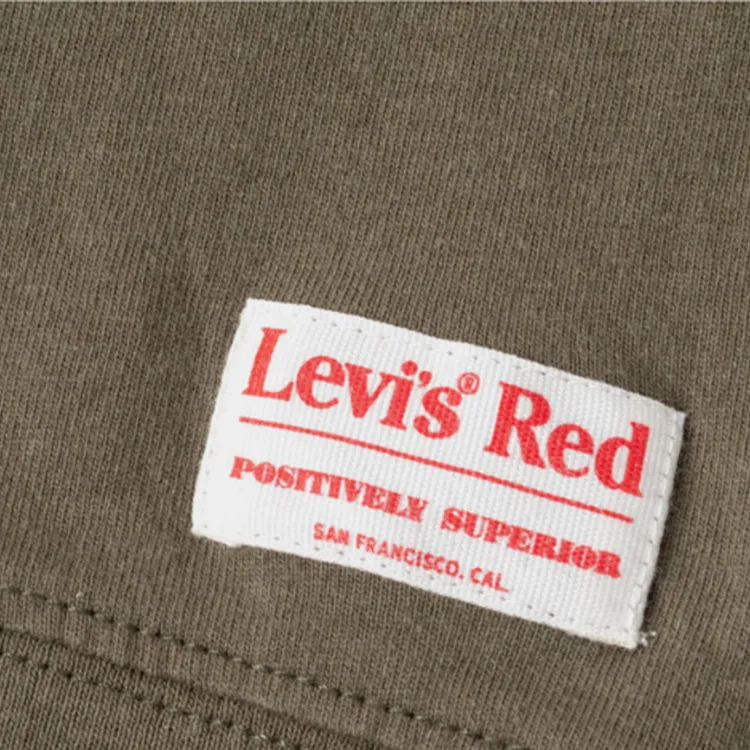 Levi's® Red
POSITIVELY SUPERIOR
SAN FRANCISCO, CAL.